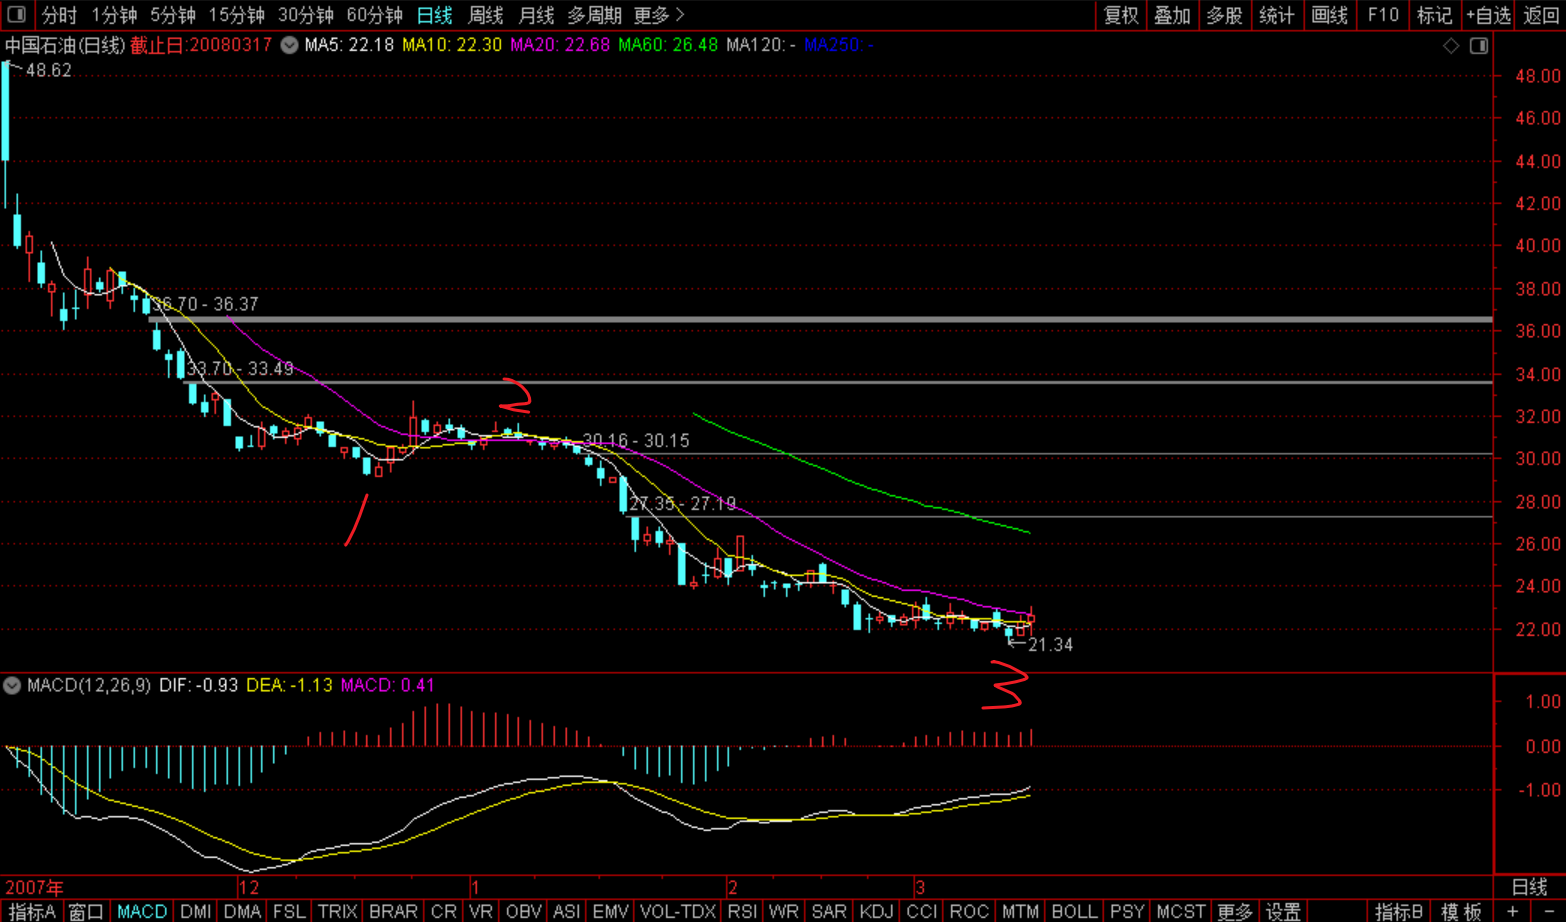 分时 1分钟 5分钟 15分钟 30分钟 60分钟 日线 周线 月线 多周期 更多 > 复权 叠加 多股 统计 画线 F10 标记 +自选 返回
中国石油(日线) 截止日:20080317 MA5: 22.18 MA10: 22.30 MA20: 22.68 MA60: 26.48 MA120: - MA250: -
48.62
48.00
46.00
44.00
42.00
40.00
38.00
36.70 - 36.37
36.00
33.70 - 33.49
34.00
2
32.00
30.16 - 30.15
30.00
27.35 - 27.19
28.00
1
26.00
24.00
22.00
21.34
3
MACD(12,26,9) DIF: -0.93 DEA: -1.13 MACD: 0.41
1.00
0.00
-1.00
2007年 12 1 2 3 日线
指标A 窗口 MACD DMI DMA FSL TRIX BRAR CR VR OBV ASI EMV VOL-TDX RSI WR SAR KDJ CCI ROC MTM BOLL PSY MCST 更多 设置 指标B 模板 + -